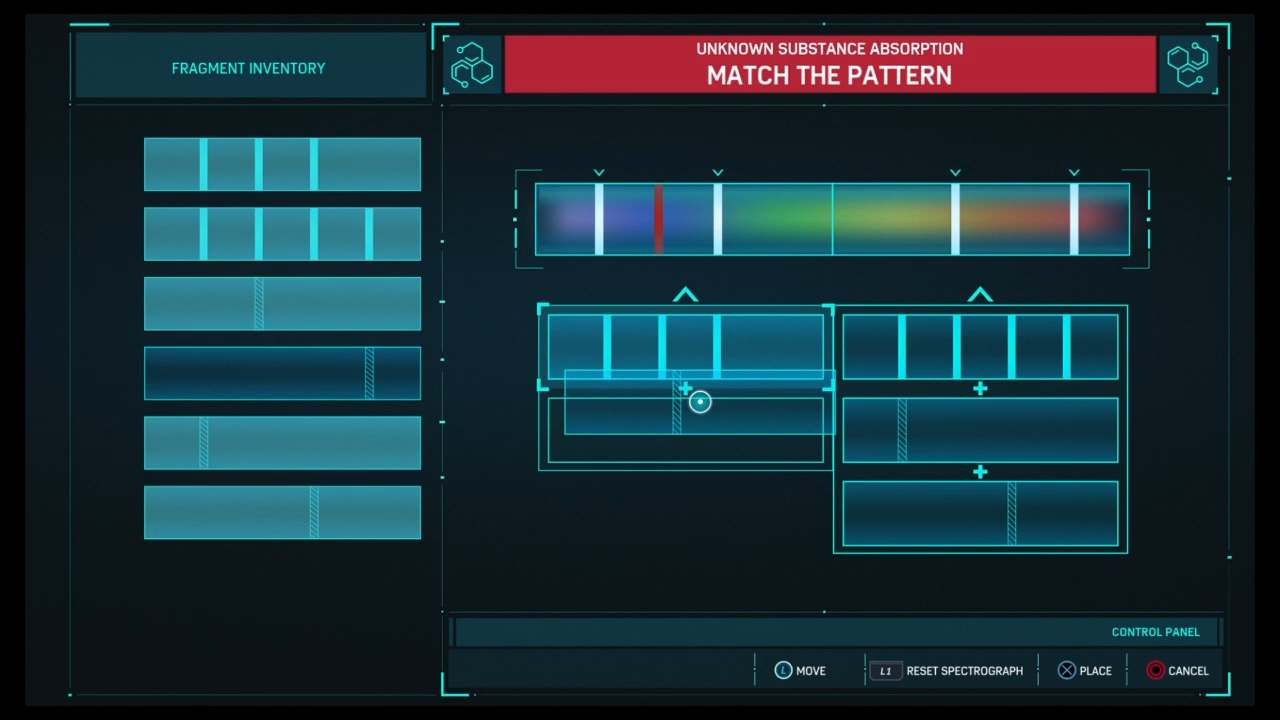 FRAGMENT INVENTORY
UNKNOWN SUBSTANCE ABSORPTION
MATCH THE PATTERN
CONTROL PANEL
L MOVE
L1 RESET SPECTROGRAPH
PLACE
CANCEL